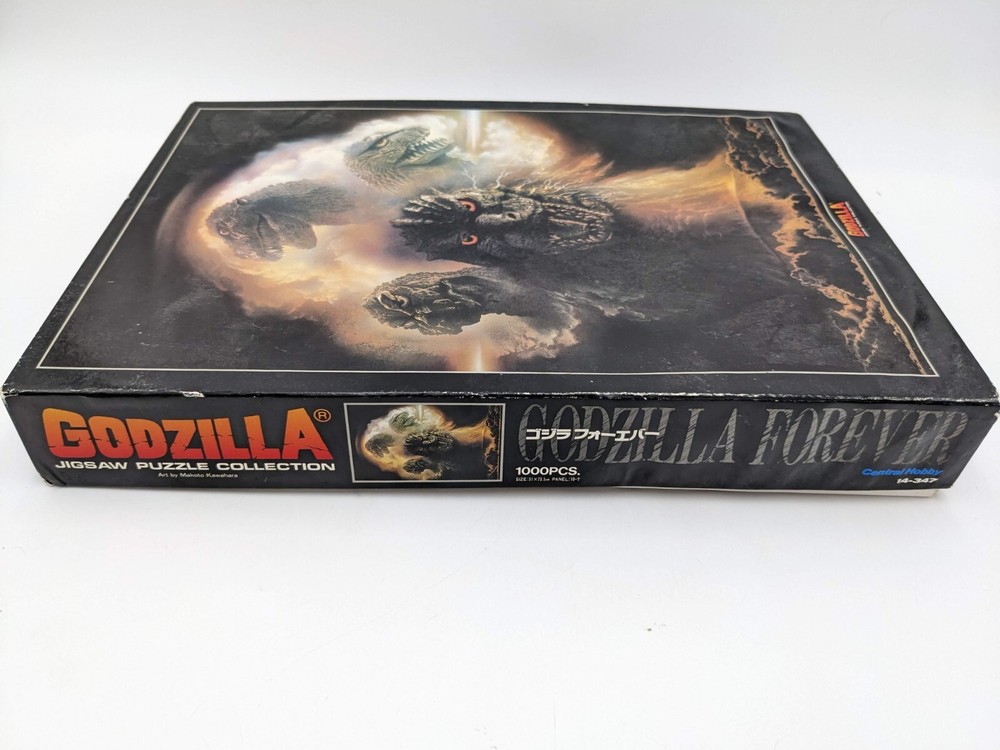 GODZILLA
GODZILLA®
JIGSAW PUZZLE COLLECTION
Art by Makoto Kawahara
GODZILLA FOREVER
ゴジラ フォーエバー
1000PCS.
Central Hobby
14-347